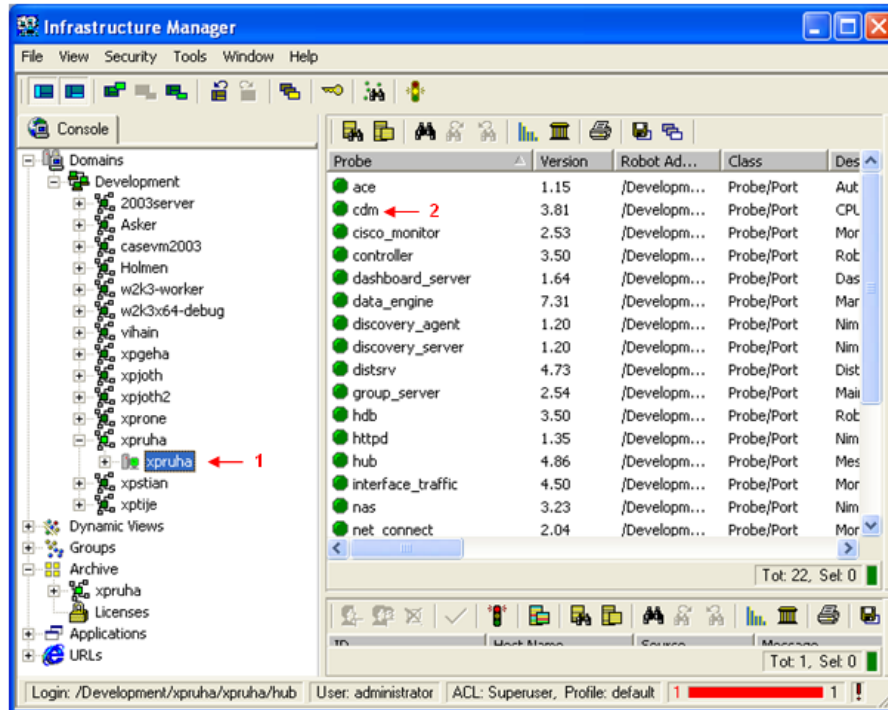 Infrastructure Manager
File View Security Tools Window Help
Console
Domains
Development
2003server
Asker
casevm2003
Holmen
w2k3-worker
w2k3x64-debug
vihain
xpgeha
xpjoth
xpjoth2
xprone
xpruha
xpruha 1
xpstian
xptije
Dynamic Views
Groups
Archive
xpruha
Licenses
Applications
URLs
Probe Version Robot Ad... Class Des
ace 1.15 /Developm... Probe/Port Aut
cdm 2 3.81 /Developm... Probe/Port CPU
cisco_monitor 2.53 /Developm... Probe/Port Mor
controller 3.50 /Developm... Probe/Port Rob
dashboard_server 1.64 /Developm... Probe/Port Das
data_engine 7.31 /Developm... Probe/Port Mar
discovery_agent 1.20 /Developm... Probe/Port Nim
discovery_server 1.20 /Developm... Probe/Port Nim
distsrv 4.73 /Developm... Probe/Port Dist
group_server 2.54 /Developm... Probe/Port Mair
hdb 3.50 /Developm... Probe/Port Rob
httpd 1.35 /Developm... Probe/Port Nim
hub 4.86 /Developm... Probe/Port Mes
interface_traffic 4.50 /Developm... Probe/Port Mor
nas 3.23 /Developm... Probe/Port Nim
net_connect 2.04 /Developm... Probe/Port Mor
Tot: 22, Sel: 0
ID Host Name Source Message
Tot: 1, Sel: 0
Login: /Development/xpruha/xpruha/hub User: administrator ACL: Superuser, Profile: default 1 1